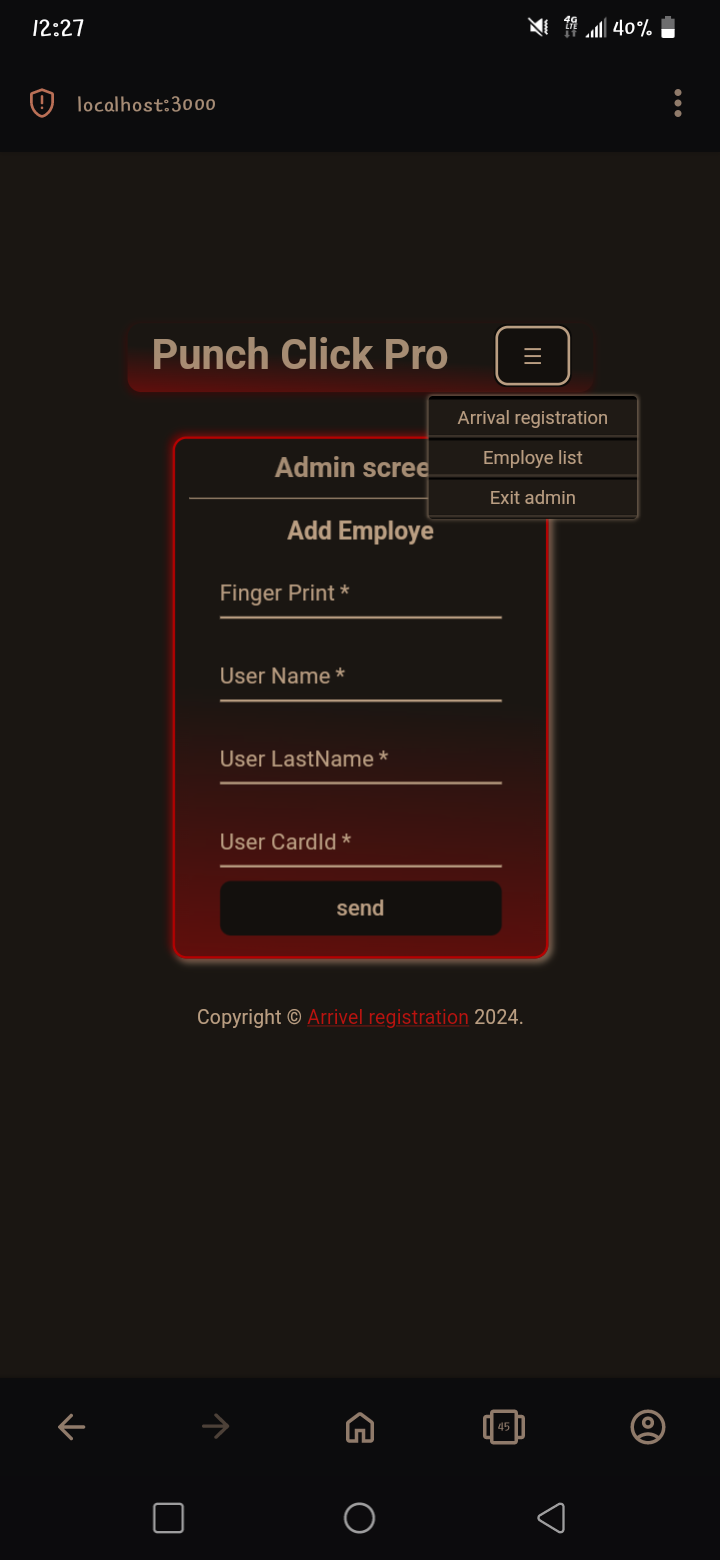 12:27
4G LTE 40%
localhost:3000
Punch Click Pro
☰
Arrival registration
Admin scree
Employe list
Exit admin
Add Employe
Finger Print *
User Name *
User LastName *
User CardId *
send
Copyright © Arrivel registration 2024.
45